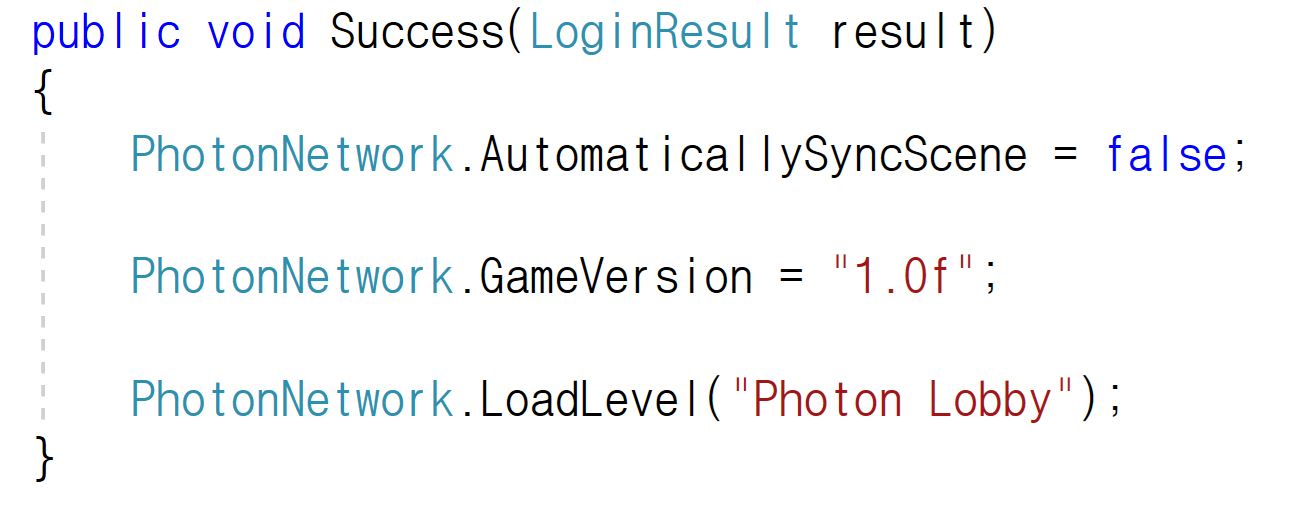 public void Success(LoginResult result)
{
    PhotonNetwork.AutomaticallySyncScene = false;
    PhotonNetwork.GameVersion = "1.0f";
    PhotonNetwork.LoadLevel("Photon Lobby");
}